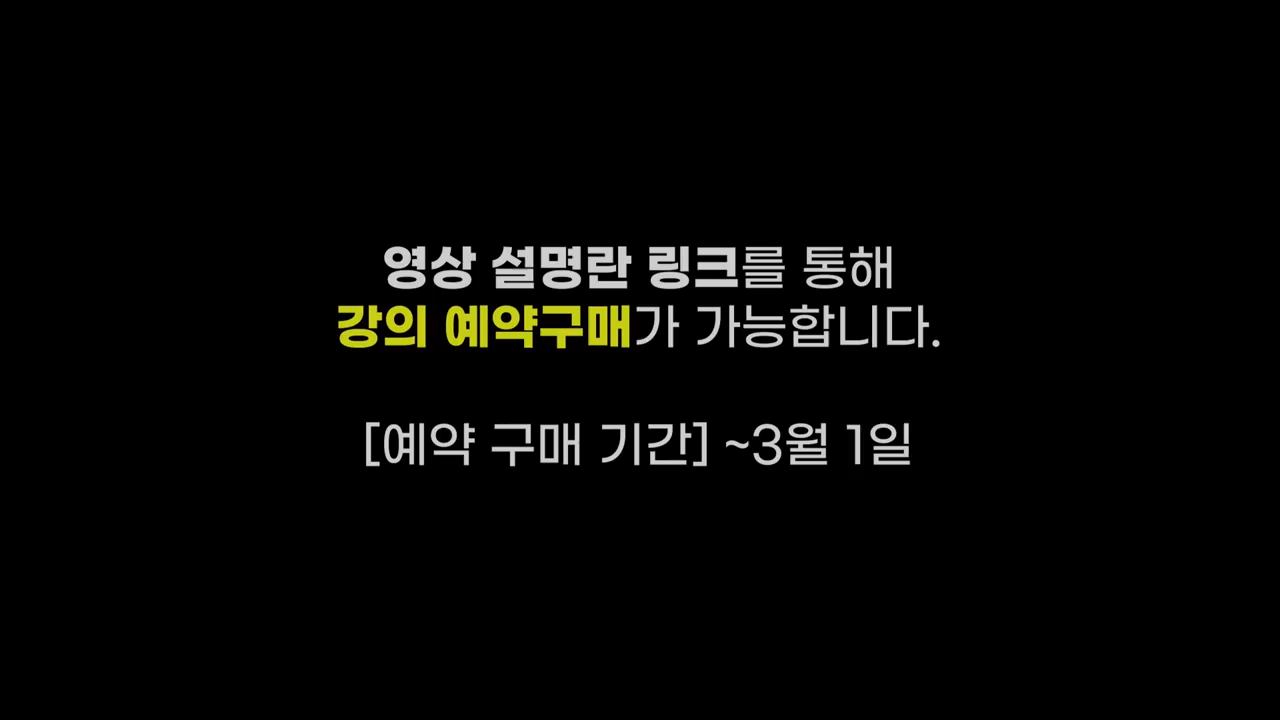 영상 설명란 링크를 통해
강의 예약구매가 가능합니다.
[예약 구매 기간] ~3월 1일